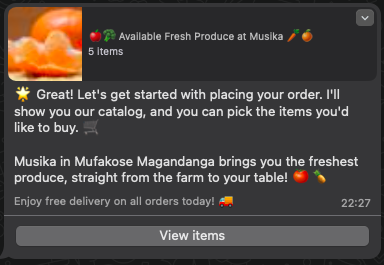 🍅🥦 Available Fresh Produce at Musika 🥕🍊
5 items
🌟 Great! Let's get started with placing your order. I'll
show you our catalog, and you can pick the items you'd
like to buy. 🛒
Musika in Mufakose Magandanga brings you the freshest
produce, straight from the farm to your table! 🍅 🍍
Enjoy free delivery on all orders today! 🚚
22:27
View items